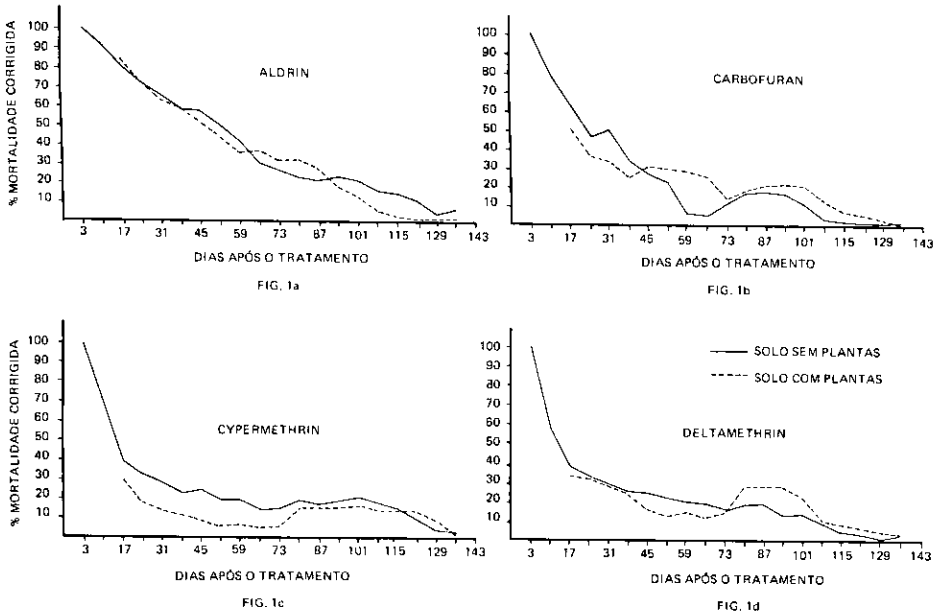 % MORTALIDADE CORRIGIDA
100
90
80
70
60
50
40
30
20
10
ALDRIN
3 17 31 45 59 73 87 101 115 129 143
DIAS APÓS O TRATAMENTO
FIG. 1a
100
90
80
70
60
50
40
30
20
10
CARBOFURAN
3 17 31 45 59 73 87 101 115 129 143
DIAS APÓS O TRATAMENTO
FIG. 1b
% MORTALIDADE CORRIGIDA
100
90
80
70
60
50
40
30
20
10
CYPERMETHRIN
3 17 31 45 59 73 87 101 115 129 143
DIAS APÓS O TRATAMENTO
FIG. 1c
100
90
80
70
60
50
40
30
20
10
SOLO SEM PLANTAS
SOLO COM PLANTAS
DELTAMETHRIN
3 17 31 45 59 73 87 101 115 129 143
DIAS APÓS O TRATAMENTO
FIG. 1d